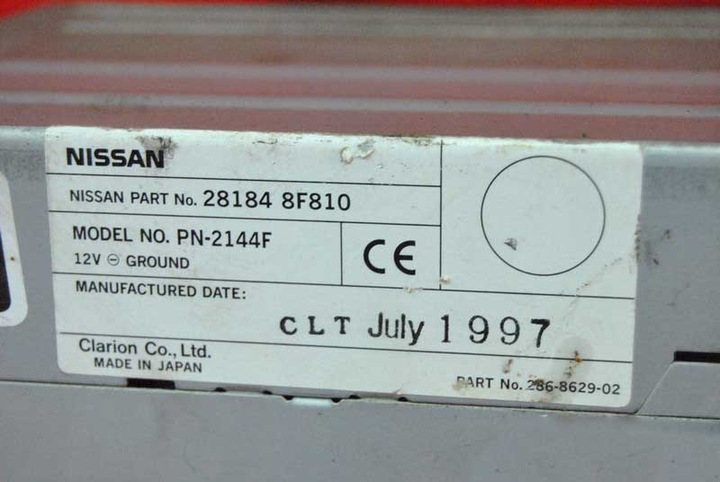 NISSAN
NISSAN PART No. 28184 8F810
MODEL NO. PN-2144F
12V ⊖ GROUND
CE
MANUFACTURED DATE:
CLT July 1997
Clarion Co., Ltd.
MADE IN JAPAN
PART No. 286-8629-02